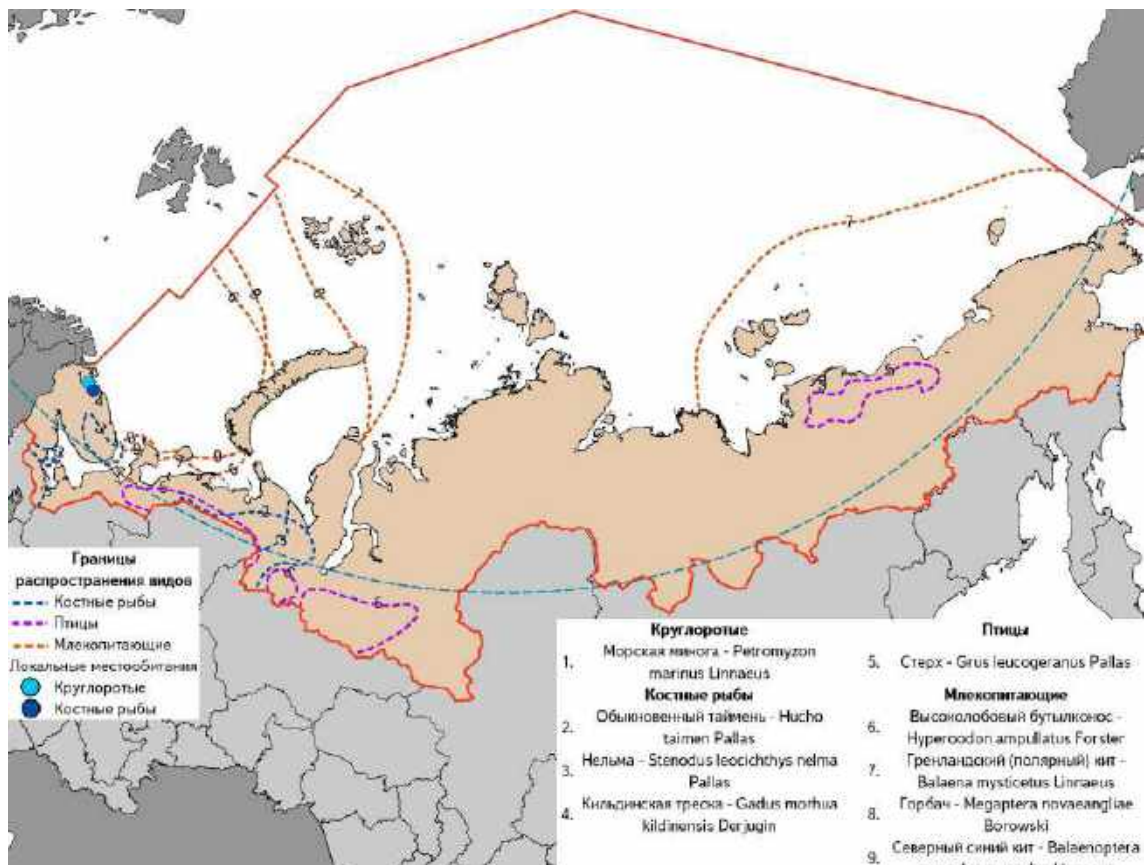 7
7
Границы
распространения видов
Костные рыбы
Птицы
Млекопитающие
Локальные местообитания
Круглоротые
Костные рыбы
Круглоротые
1.
Морская минога - Petromyzon
marinus Linnaeus
Костные рыбы
2.
Обыкновенный таймень - Hucho
taimen Pallas
3.
Нельма - Stenodus leocichthys nelma
Pallas
4.
Кильдинская треска - Gadus morhua
kildinensis Derjugin
Птицы
5.
Стерх - Grus leucogeranus Pallas
Млекопитающие
6.
Высоколобовый бутылконос -
Hyperoodon ampullatus Forster
7.
Гренландский (полярный) кит -
Balaena mysticetus Linnaeus
8.
Горбач - Megaptera novaeangliae
Borowski
9.
Северный синий кит - Balaenoptera